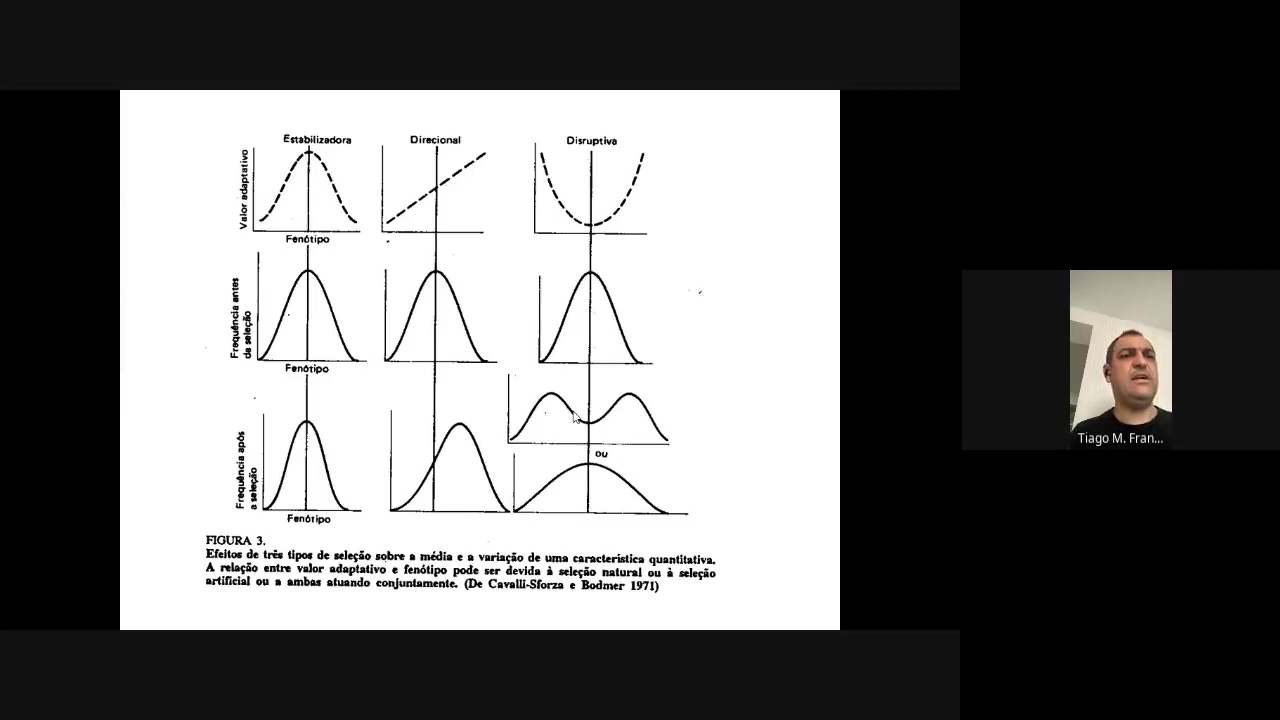 Estabilizadora
Direcional
Disruptiva
Valor adaptativo
Fenótipo
Frequência antes
da seleção
Fenótipo
Frequência após
a seleção
ou
Fenótipo
FIGURA 3.
Efeitos de três tipos de seleção sobre a média e a variação de uma característica quantitativa.
A relação entre valor adaptativo e fenótipo pode ser devida à seleção natural ou à seleção
artificial ou a ambas atuando conjuntamente. (De Cavalli-Sforza e Bodmer 1971)
Tiago M. Fran...